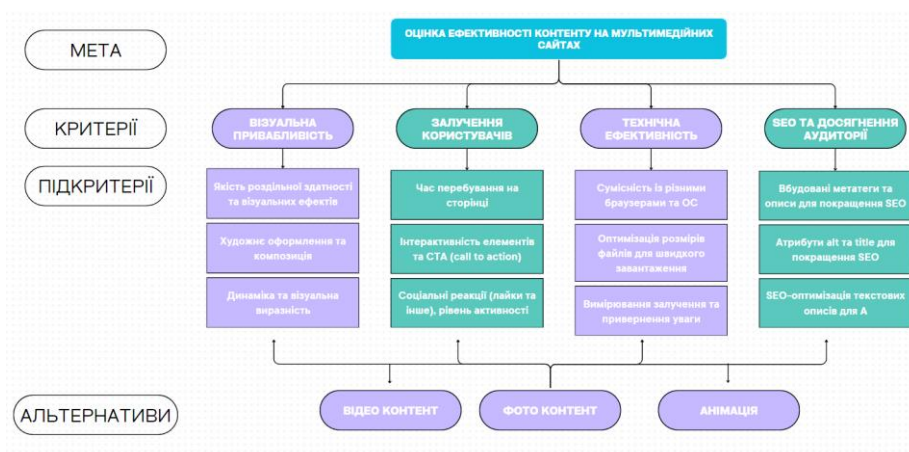 МЕТА
ОЦІНКА ЕФЕКТИВНОСТІ КОНТЕНТУ НА МУЛЬТИМЕДІЙНИХ
САЙТАХ
КРИТЕРІЇ
ВІЗУАЛЬНА
ПРИВАБЛИВІСТЬ
ЗАЛУЧЕННЯ
КОРИСТУВАЧІВ
ТЕХНІЧНА
ЕФЕКТИВНІСТЬ
SEO ТА ДОСЯГНЕННЯ
АУДИТОРІЇ
ПІДКРИТЕРІЇ
Якість роздільної здатності
та візуальних ефектів
Час перебування на
сторінці
Сумісність із різними
браузерами та ОС
Вбудовані метатеги та
описи для покращення SEO
Художнє оформлення та
композиція
Інтерактивність елементів
та CTA (call to action)
Оптимізація розмірів
файлів для швидкого
завантаження
Атрибути alt та title для
покращення SEO
Динаміка та візуальна
виразність
Соціальні реакції (лайки та
інше), рівень активності
Вимірювання залучення та
привернення уваги
SEO-оптимізація текстових
описів для А
АЛЬТЕРНАТИВИ
ВІДЕО КОНТЕНТ
ФОТО КОНТЕНТ
АНІМАЦІЯ